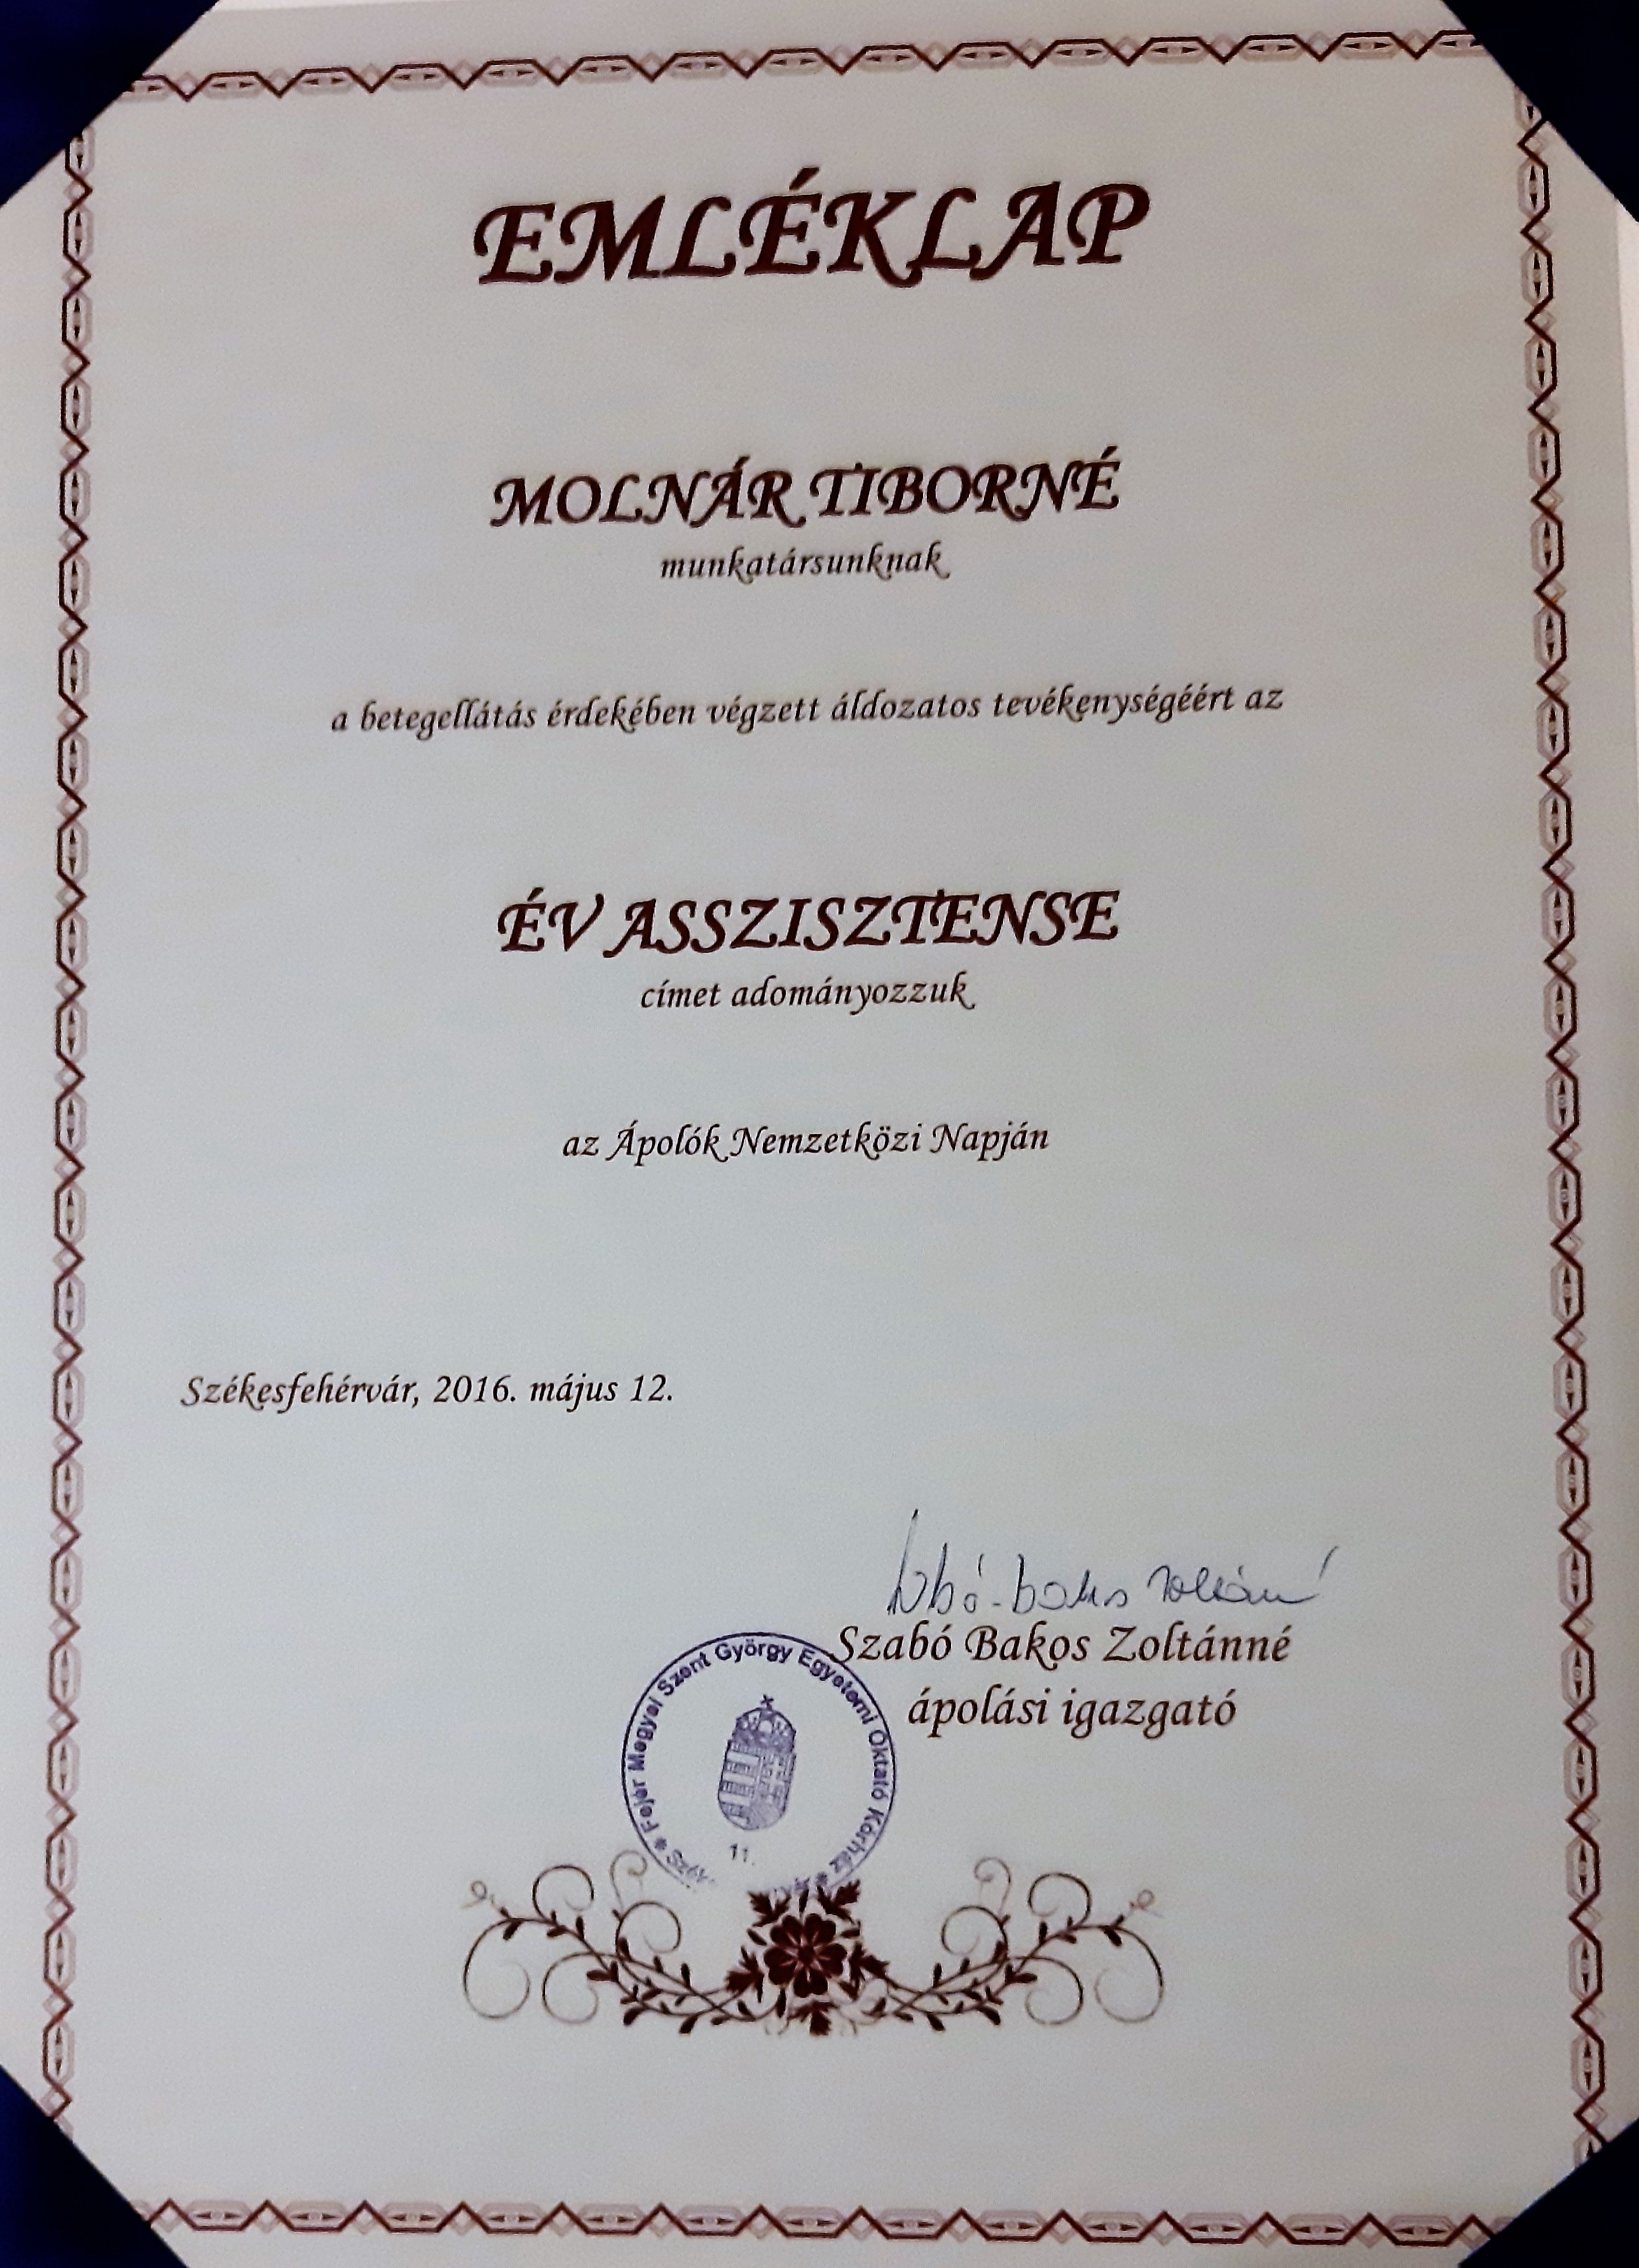 EMLÉKLAP
MOLNÁR TIBORNÉ
munkatársunknak
a betegellátás érdekében végzett áldozatos tevékenységéért az
ÉV ASSZISZTENSE
címet adományozzuk
az Ápolók Nemzetközi Napján
Székesfehérvár, 2016. május 12.
Szabó Bakos Zoltánné
ápolási igazgató
* Fejér Megyei Szent György Egyetemi Oktató Kórház *
11.